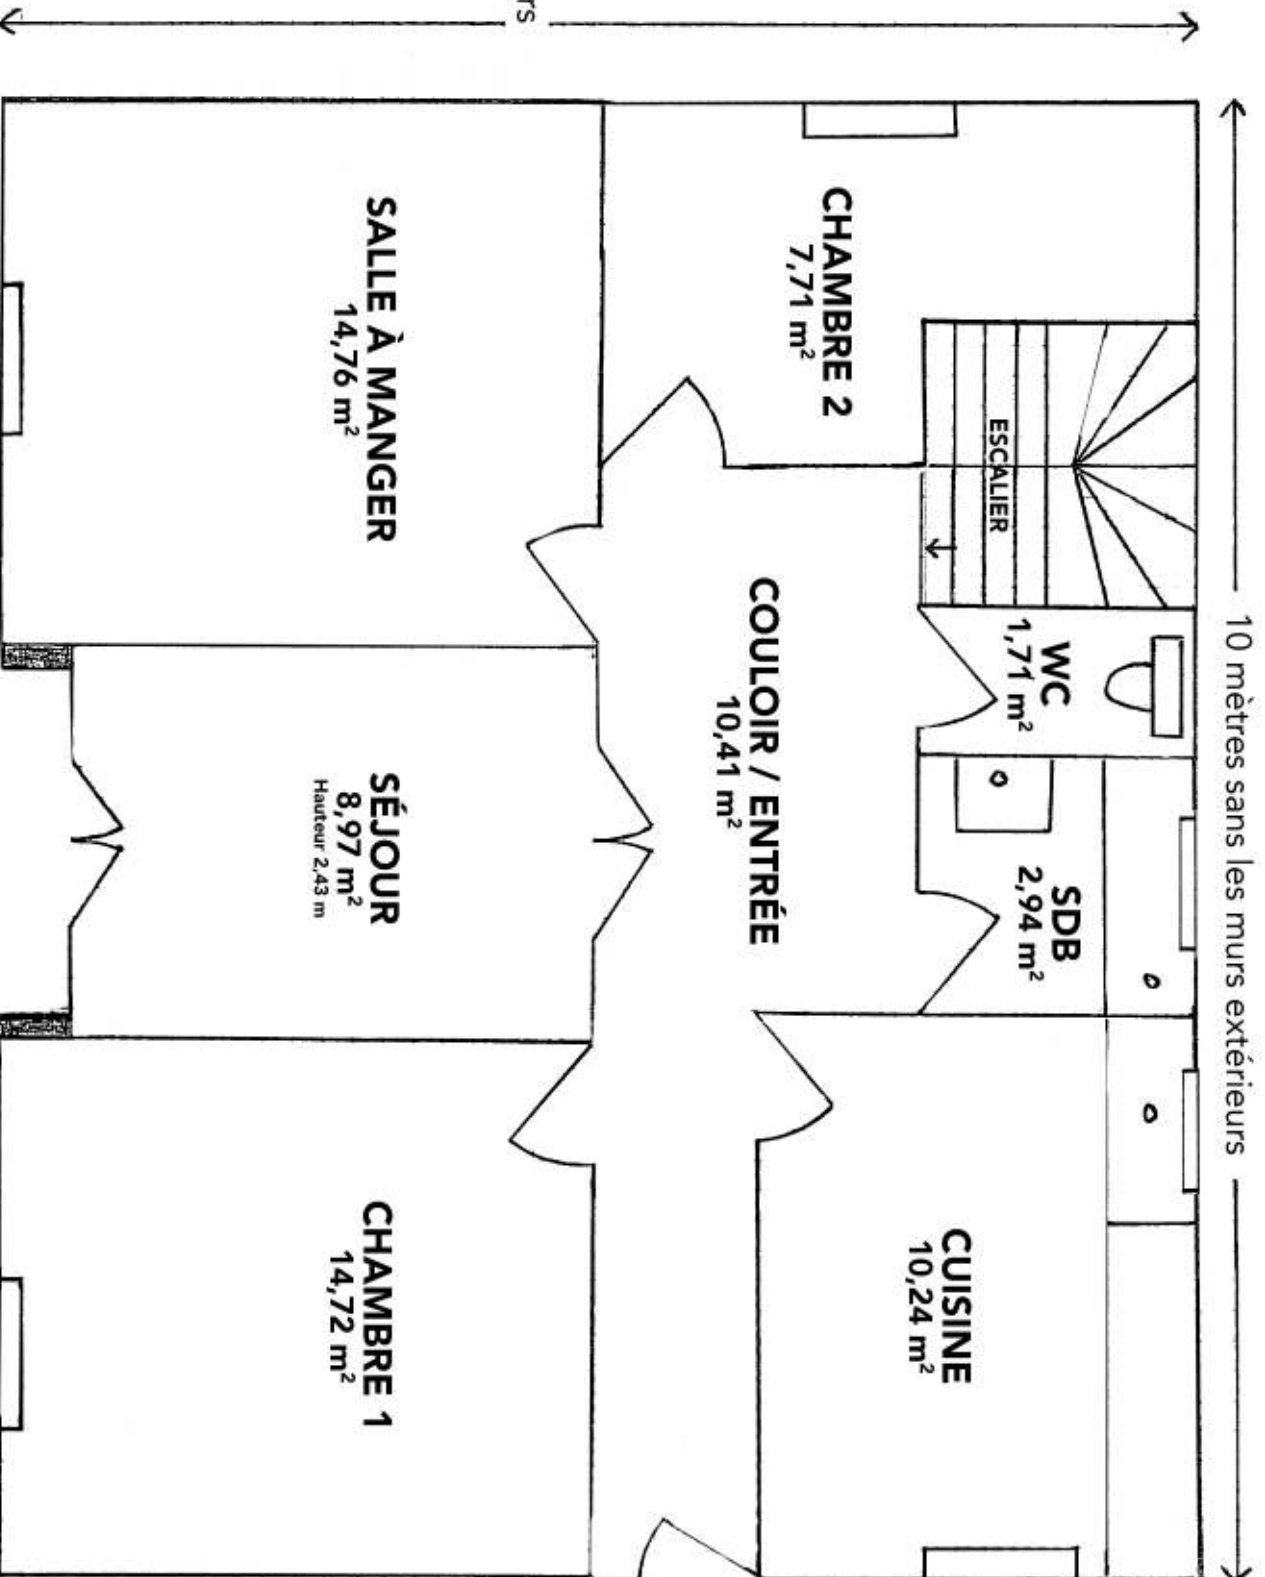 10 mètres sans les murs extérieurs
CHAMBRE 2
7,71 m²
ESCALIER
WC
1,71 m²
SDB
2,94 m²
CUISINE
10,24 m²
COULOIR / ENTRÉE
10,41 m²
SALLE À MANGER
14,76 m²
SÉJOUR
8,97 m²
Hauteur 2,43 m
CHAMBRE 1
14,72 m²